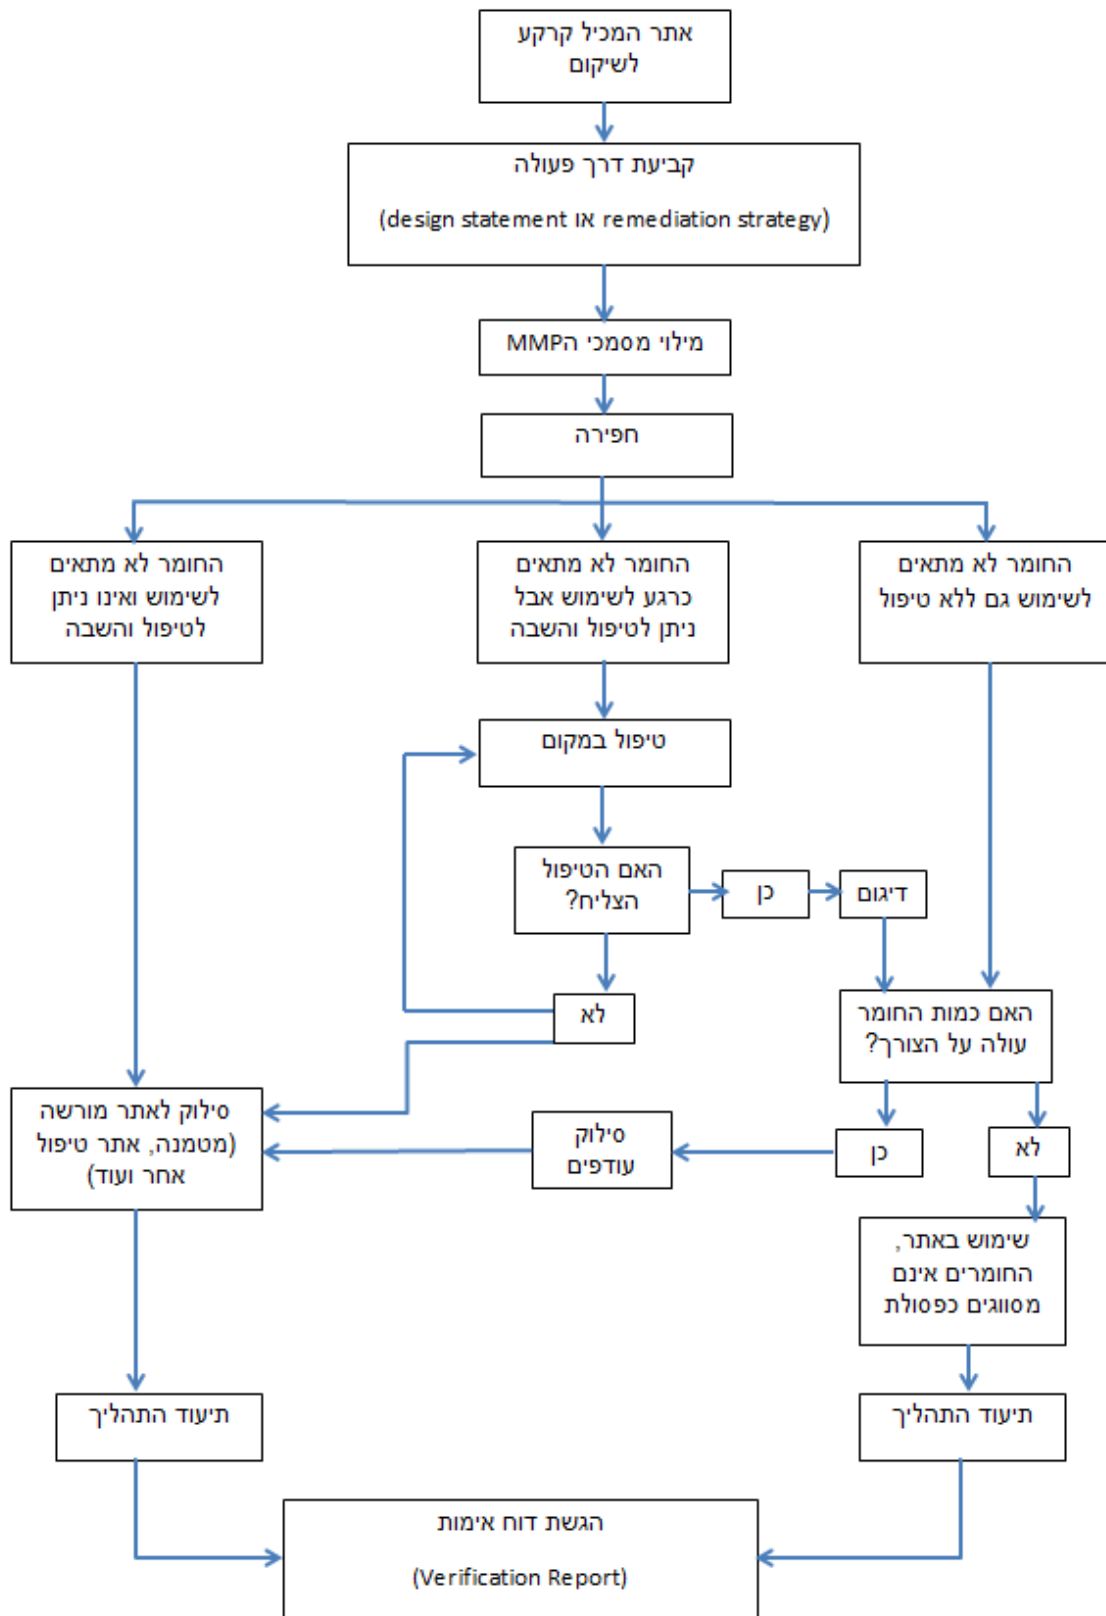 אתר המכיל קרקע
לשיקום
קביעת דרך פעולה
(design statement או remediation strategy)
מילוי מסמכי הMMP
חפירה
החומר לא מתאים
לשימוש גם ללא טיפול
החומר לא מתאים
כרגע לשימוש אבל
ניתן לטיפול והשבה
החומר לא מתאים
לשימוש ואינו ניתן
לטיפול והשבה
טיפול במקום
האם הטיפול
הצליח?
כן
דיגום
לא
האם כמות החומר
עולה על הצורך?
לא
כן
סילוק
עודפים
סילוק לאתר מורשה
(מטמנה, אתר טיפול
אחר ועוד)
שימוש באתר,
החומרים אינם
מסווגים כפסולת
תיעוד התהליך
תיעוד התהליך
הגשת דוח אימות
(Verification Report)